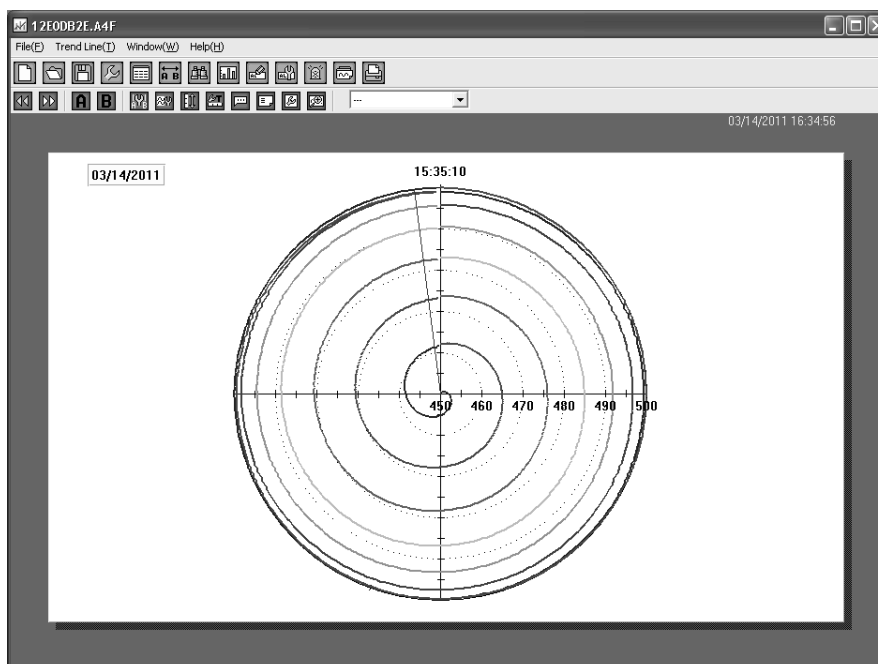 12E0DB2E.A4F
File(F) Trend Line(T) Window(W) Help(H)
A B
A B
---
03/14/2011 16:34:56
03/14/2011
15:35:10
450 460 470 480 490 500